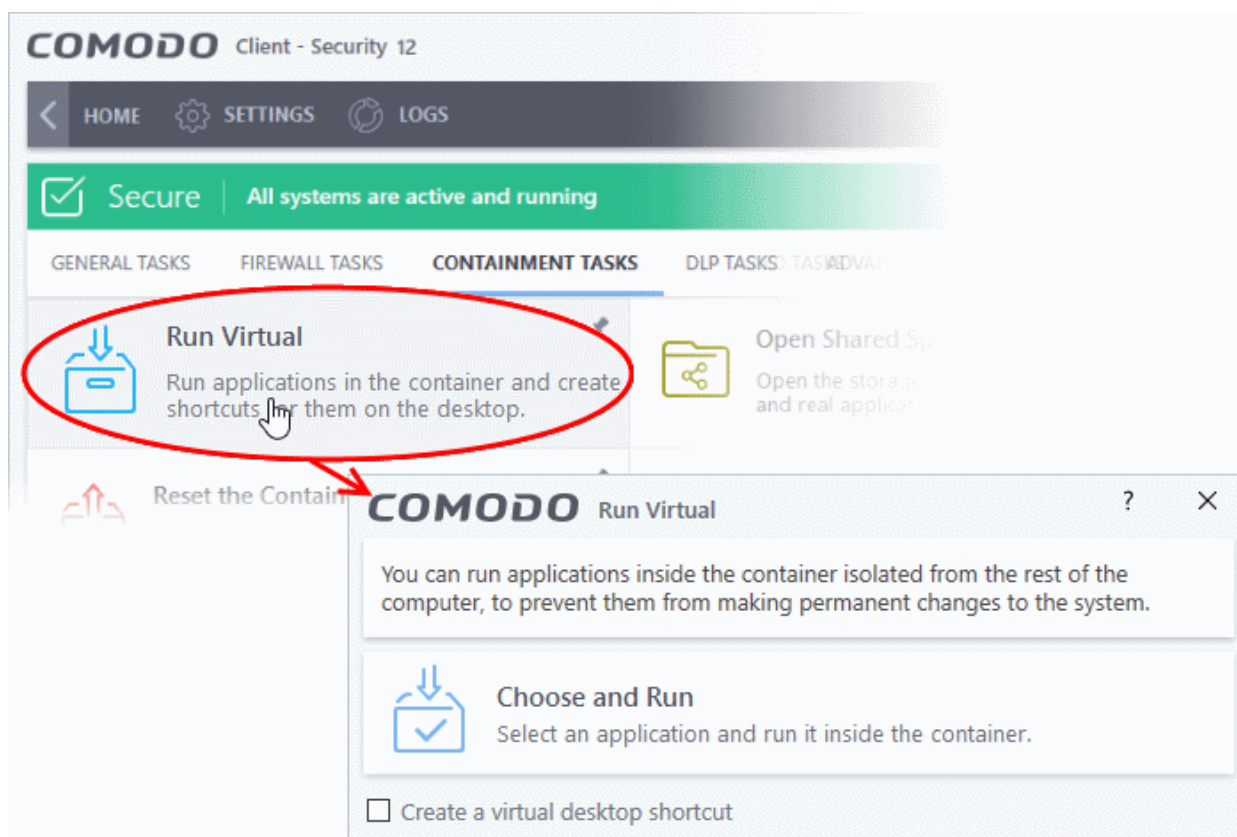 COMODO Client - Security 12
HOME SETTINGS LOGS
Secure All systems are active and running
GENERAL TASKS FIREWALL TASKS CONTAINMENT TASKS DLP TASKS
Run Virtual
Run applications in the container and create
shortcuts for them on the desktop.
Open Shared
Open the
and real
Reset the
COMODO Run Virtual ?
You can run applications inside the container isolated from the rest of the
computer, to prevent them from making permanent changes to the system.
Choose and Run
Select an application and run it inside the container.
Create a virtual desktop shortcut